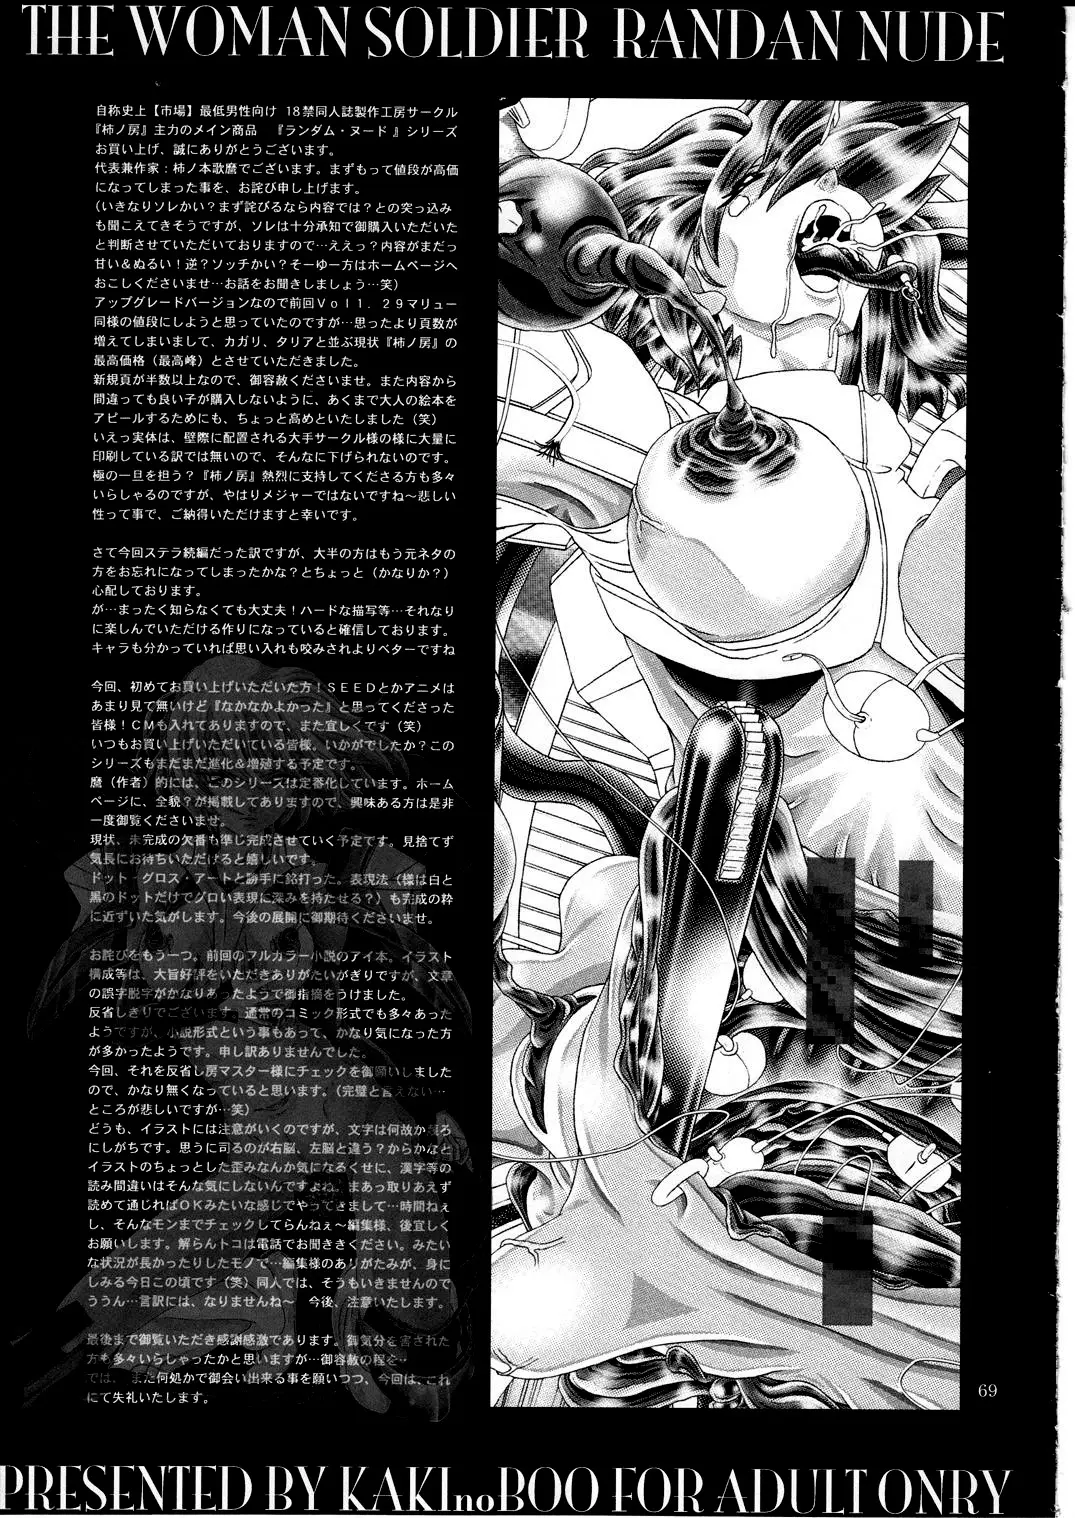 THE WOMAN SOLDIER RANDAN NUDE
自称史上【市場】最低男性向け 18禁同人誌製作工房サークル
『柿ノ房』主力のメイン商品 『ランダム・ヌード』シリーズ
お買い上げ、誠にありがとうございます。
代表兼作家:柿ノ本歌麿でございます。まずもって値段が高価
になってしまった事を、お詫び申し上げます。
(いきなりソレかい?まず詫びるなら内容では?との突っ込み
も聞こえてきそうですが、ソレは十分承知で御購入いただいた
と判断させていただいておりますので…ええっ?内容がまだっ
甘い&ぬるい!逆?ソッチかい?そーゆー方はホームページへ
おこしくださいませ…お話をお聞きしましょう…笑)
アップグレードバージョンなので前回Vol1.29マリュー
同様の値段にしようと思っていたのですが…思ったより頁数が
増えてしまいまして、カガリ、タリアと並ぶ現状『柿ノ房』の
最高価格(最高峰)とさせていただきました。
新規頁が半数以上なので、御容赦くださいませ。また内容から
間違っても良い子が購入しないように、あくまで大人の絵本を
アピールするためにも、ちょっと高めといたしました(笑)
いえっ実体は、壁際に配置される大手サークル様の様に大量に
印刷している訳では無いので、そんなに下げられないのです。
極の一旦を担う?『柿ノ房』熱烈に支持してくださる方も多々
いらしゃるのですが、やはりメジャーではないですね〜悲しい
性って事で、ご納得いただけますと幸いです。
さて今回ステラ続編だった訳ですが、大半の方はもう元ネタの
方をお忘れになってしまったかな?とちょっと(かなりか?)
心配しております。
が…まったく知らなくても大丈夫!ハードな描写等…それなり
に楽しんでいただける作りになっていると確信しております。
キャラも分かっていれば思い入れも咬みされよりベターですね
今回、初めてお買い上げいただいた方!SEEDとかアニメは
あまり見て無いけど『なかなかよかった』と思ってくださった
皆様!CMも入れてありますので、また宜しくです(笑)
いつもお買い上げいただいている皆様。いかがでしたか?この
シリーズもまだまだ進化&増殖する予定です。
麿(作者)的には、このシリーズは定番化しています。ホーム
ページに、全貌?が掲載してありますので、興味ある方は是非
一度御覧くださいませ。
現状、未完成の欠番も準じ完成させていく予定です。見捨てず
気長にお待ちいただけると嬉しいです。
ドット・グロス・アートと勝手に銘打った。表現法(様は白と
黒のドットだけでグロい表現に深みを持たせる?)も完成の粋
に近ずいた気がします。今後の展開に御期待くださいませ。
お詫びをもう一つ。前回のフルカラー小説のアイ本。イラスト
構成等は、大旨好評をいただきありがたいがぎりですが、文章
の誤字脱字がかなりあったようで御指摘をうけました。
反省しきりでございます。通常のコミック形式でも多々あった
ようですが、小説形式という事もあって、かなり気になった方
が多かったようです。申し訳ありませんでした。
今回、それを反省し房マスター様にチェックを御願いしました
ので、かなり無くなっていると思います。(完璧と言えない…
ところが悲しいですが…笑)
どうも、イラストには注意がいくのですが、文字は何故か疎ろ
にしがちです。思うに司るのが右脳、左脳と違う?からかなと
イラストのちょっとした歪みなんか気になるくせに、漢字等の
読み間違いはそんな気にしないんですよね。まあっ取りあえず
読めて通じればOKみたいな感じでやってきまして…時間ねぇ
し、そんなモンまでチェックしてらんねぇ〜編集様、後宜しく
お願いします。解らんトコは電話でお聞ききください。みたい
な状況が長かったりしたモノで…編集様のありがたみが、身に
しみる今日この頃です(笑)同人では、そうもいきませんので
ううん…言訳には、なりませんね〜 今後、注意いたします。
最後まで御覧いただき感謝感激であります。御気分を害された
方も多々いらしゃったかと思いますが…御容赦の程を…
では、また何処かで御会い出来る事を願いつつ、今回は、これ
にて失礼いたします。
69
PRESENTED BY KAKInoBOO FOR ADULT ONRY